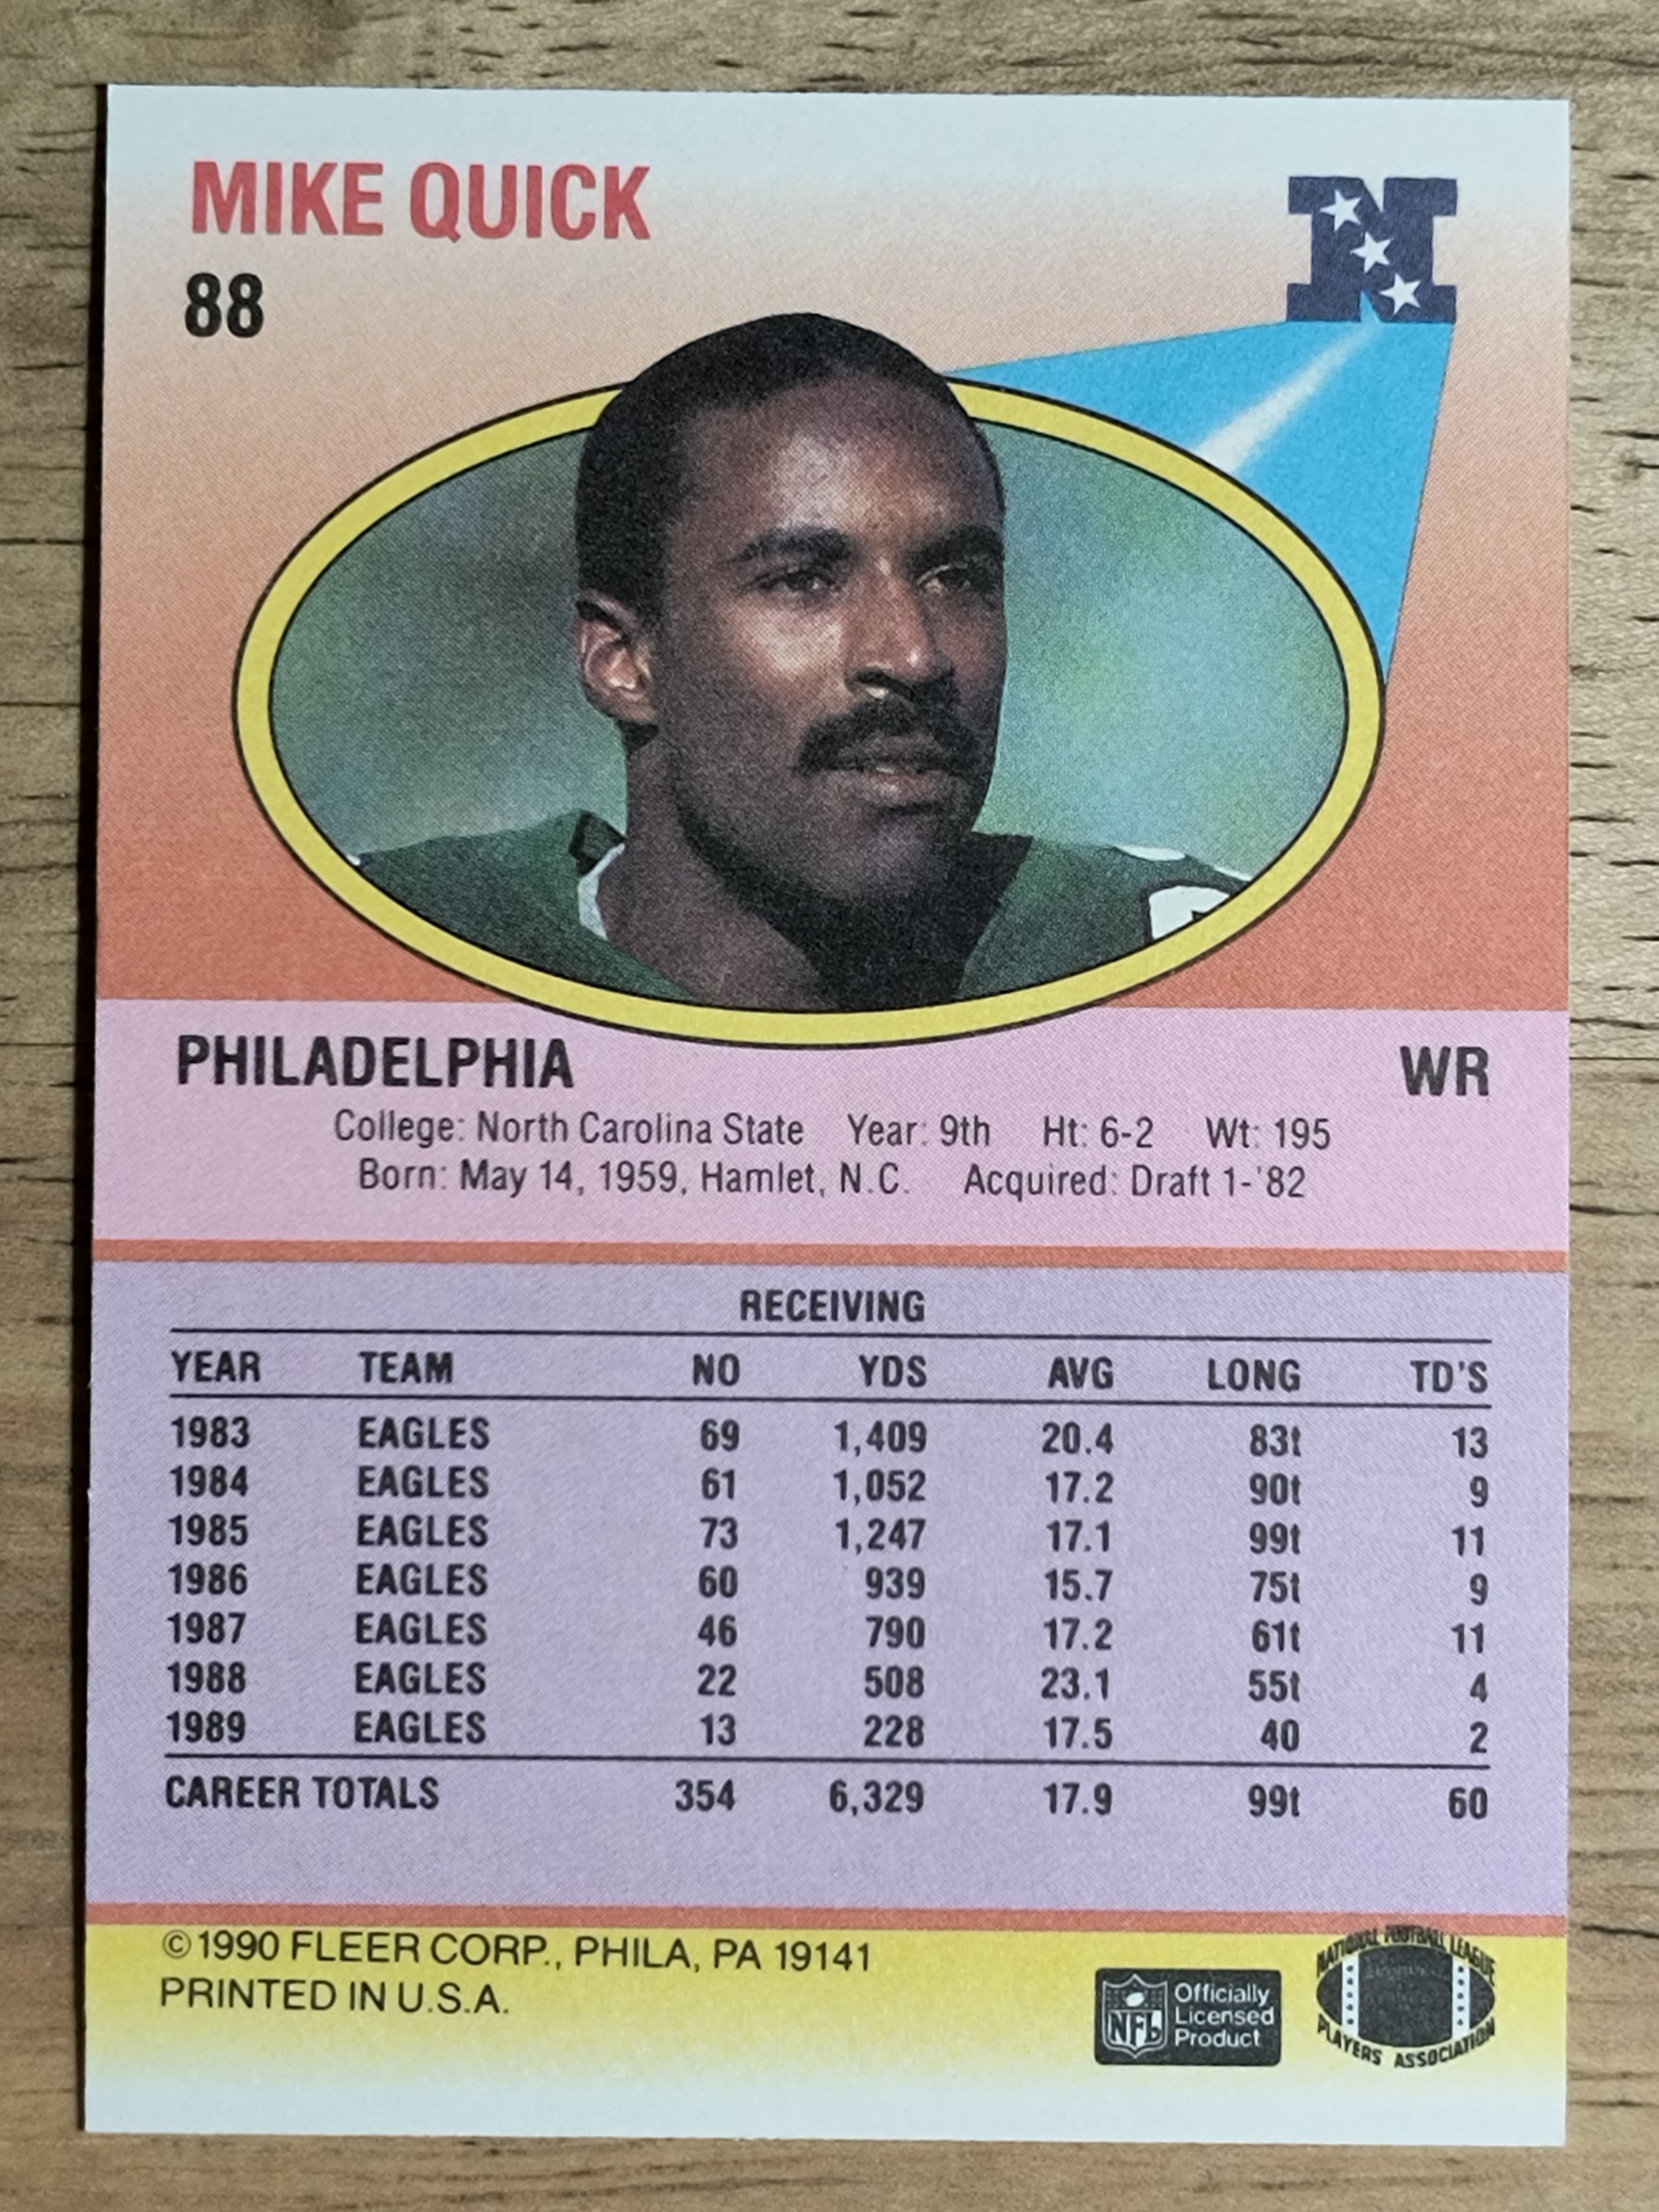 MIKE QUICK
88
N
PHILADELPHIA WR
College: North Carolina State Year: 9th Ht: 6-2 Wt: 195
Born: May 14, 1959, Hamlet, N.C. Acquired: Draft 1-'82
RECEIVING
YEAR TEAM NO YDS AVG LONG TD'S
1983 EAGLES 69 1,409 20.4 83t 13
1984 EAGLES 61 1,052 17.2 90t 9
1985 EAGLES 73 1,247 17.1 99t 11
1986 EAGLES 60 939 15.7 75t 9
1987 EAGLES 46 790 17.2 61t 11
1988 EAGLES 22 508 23.1 55t 4
1989 EAGLES 13 228 17.5 40 2
CAREER TOTALS 354 6,329 17.9 99t 60
©1990 FLEER CORP., PHILA, PA 19141
PRINTED IN U.S.A.
NFL
Officially
Licensed
Product
NATIONAL FOOTBALL LEAGUE
PLAYERS ASSOCIATION